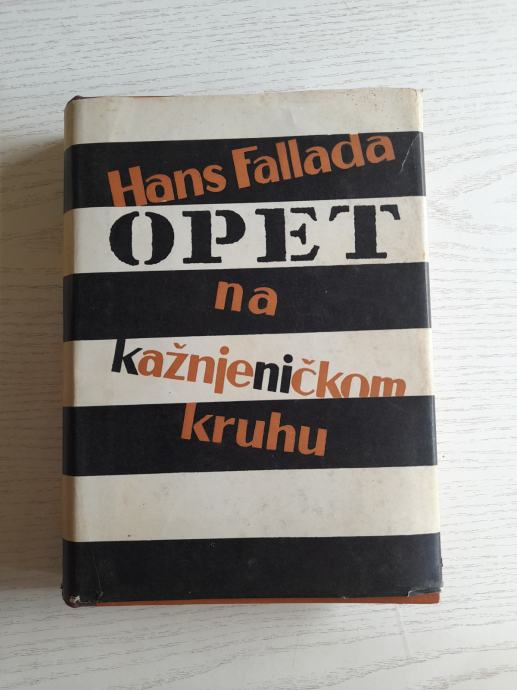 Hans Fallada
OPET
na
kažnjeničkom
kruhu